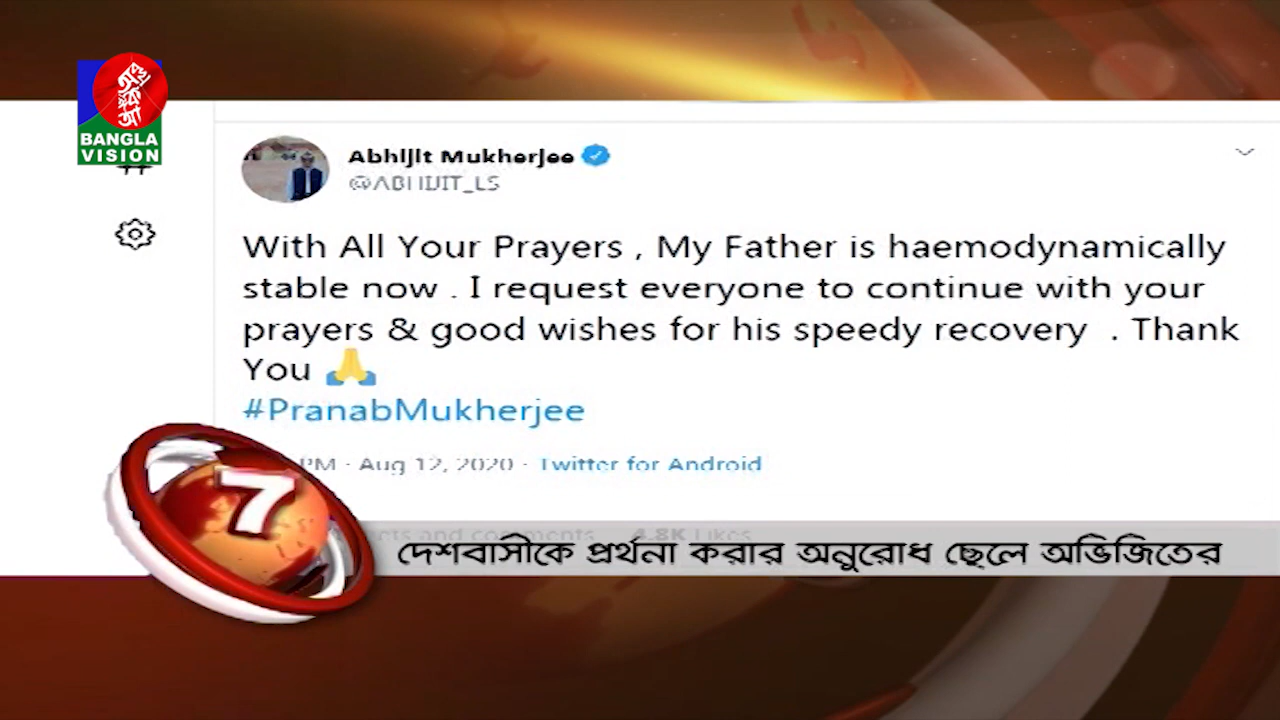 BANGLA
VISION
Abhijit Mukherjee
@ABHIJIT_LS
With All Your Prayers , My Father is haemodynamically
stable now . I request everyone to continue with your
prayers & good wishes for his speedy recovery . Thank
You 🙏
#PranabMukherjee
PM · Aug 12, 2020 · Twitter for Android
and comments 4.8K Likes
7
দেশবাসীকে প্রর্থনা করার অনুরোধ ছেলে অভিজিতের